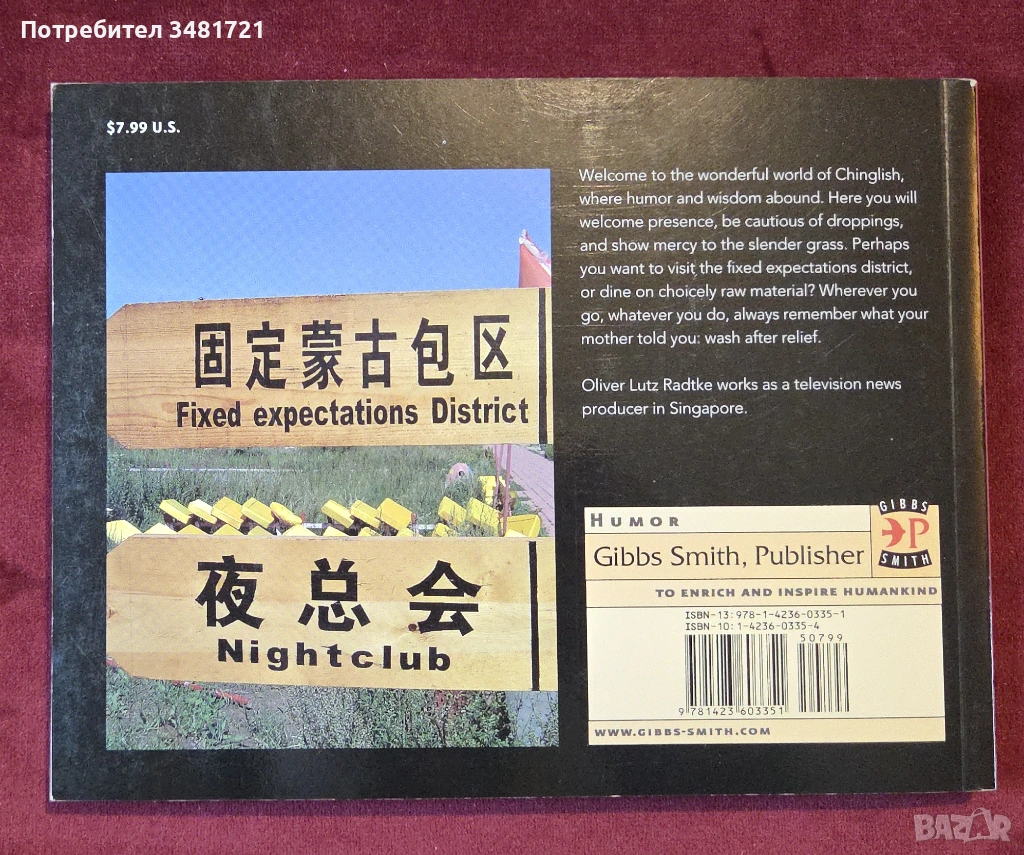 Потребител 3481721
$7.99 U.S.
固定蒙古包区
Fixed expectations District
夜总会
Nightclub
Welcome to the wonderful world of Chinglish,
where humor and wisdom abound. Here you will
welcome presence, be cautious of droppings,
and show mercy to the slender grass. Perhaps
you want to visit the fixed expectations district,
or dine on choicely raw material? Wherever you
go, whatever you do, always remember what your
mother told you: wash after relief.
Oliver Lutz Radtke works as a television news
producer in Singapore.
HUMOR
GIBBS
P
SMITH
Gibbs Smith, Publisher
TO ENRICH AND INSPIRE HUMANKIND
ISBN-13: 978-1-4236-0335-1
ISBN-10: 1-4236-0335-4
50799
9 781423 603351
WWW.GIBBS-SMITH.COM
BAZAR